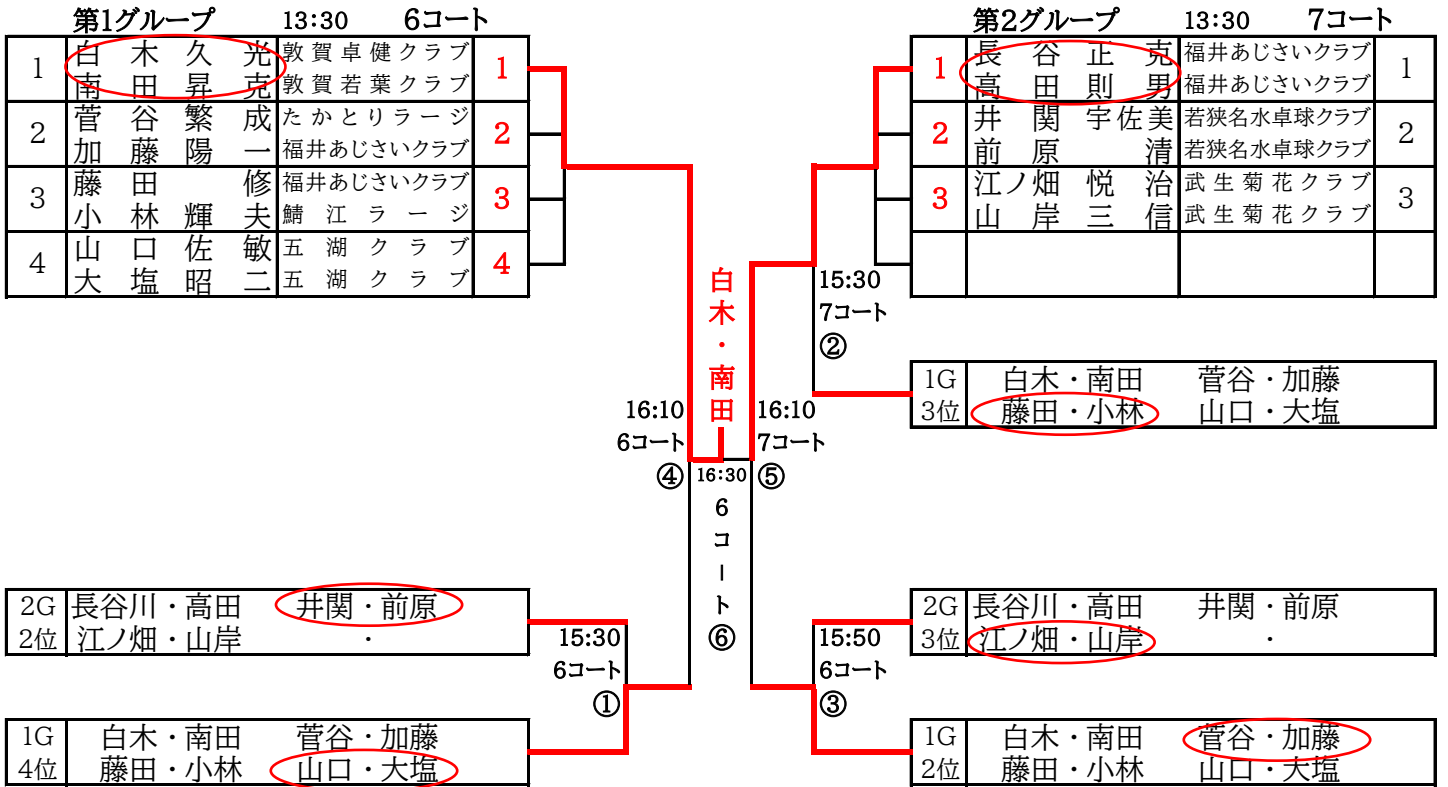 第1グループ 13:30 6コート
1 白木久光 敦賀卓健クラブ 1
南田昇克 敦賀若葉クラブ
2 菅谷繁成 たかとりラージ 2
加藤陽一 福井あじさいクラブ
3 藤田修 福井あじさいクラブ 3
小林輝夫 鯖江ラージ
4 山口佐敏 五湖クラブ 4
大塩昭二 五湖クラブ
第2グループ 13:30 7コート
1 長谷正克 福井あじさいクラブ 1
高田則男 福井あじさいクラブ
2 井関宇佐美 若狭名水卓球クラブ 2
前原清 若狭名水卓球クラブ
3 江ノ畑悦治 武生菊花クラブ 3
山岸三信 武生菊花クラブ
白木・南田
15:30
7コート
②
1G 白木・南田 菅谷・加藤
3位 藤田・小林 山口・大塩
16:10
6コート
④
16:10
7コート
⑤
16:30
6コート
⑥
2G 長谷川・高田 井関・前原
2位 江ノ畑・山岸 ・
15:30
6コート
①
1G 白木・南田 菅谷・加藤
4位 藤田・小林 山口・大塩
2G 長谷川・高田 井関・前原
3位 江ノ畑・山岸 ・
15:50
6コート
③
1G 白木・南田 菅谷・加藤
2位 藤田・小林 山口・大塩